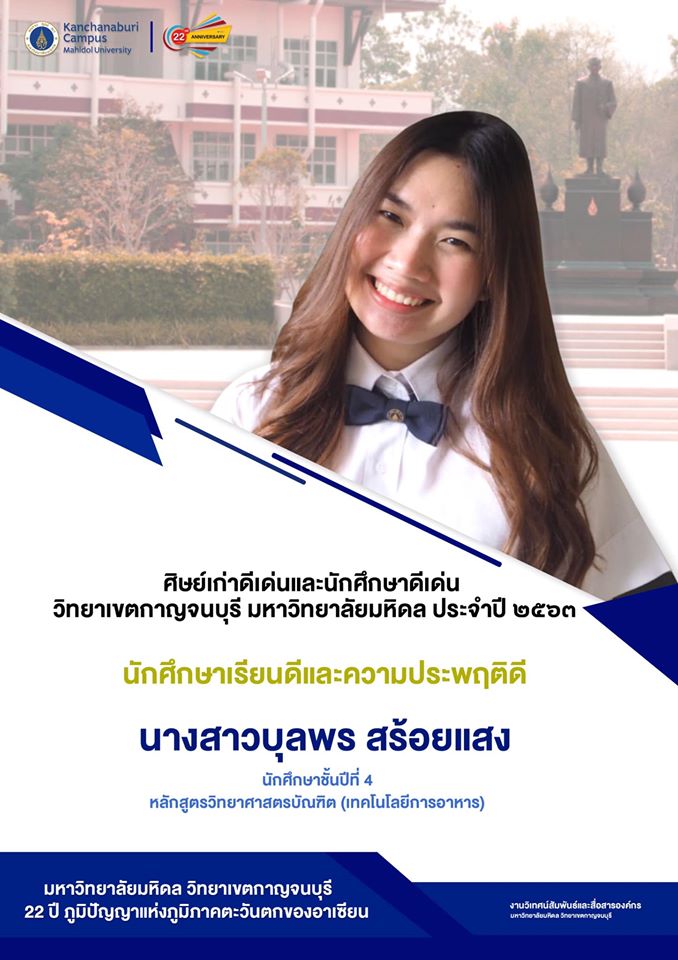 Kanchanaburi
Campus
Mahidol University
22 ANNIVERSARY
ศิษย์เก่าดีเด่นและนักศึกษาดีเด่น
วิทยาเขตกาญจนบุรี มหาวิทยาลัยมหิดล ประจำปี ๒๕๖๓
นักศึกษาเรียนดีและความประพฤติดี
นางสาวบุลพร สร้อยแสง
นักศึกษาชั้นปีที่ 4
หลักสูตรวิทยาศาสตรบัณฑิต (เทคโนโลยีการอาหาร)
มหาวิทยาลัยมหิดล วิทยาเขตกาญจนบุรี
22 ปี ภูมิปัญญาแห่งภูมิภาคตะวันตกของอาเซียน
งานวิเทศสัมพันธ์และสื่อสารองค์กร
มหาวิทยาลัยมหิดล วิทยาเขตกาญจนบุรี